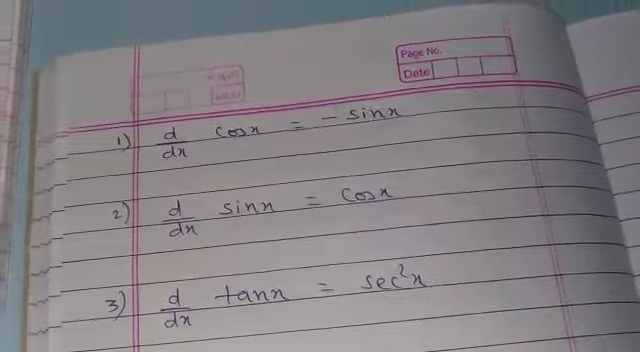 Page No.
Date
1) d/dx cosx = - sinx
2) d/dx sinx = cosx
3) d/dx tanx = sec²x